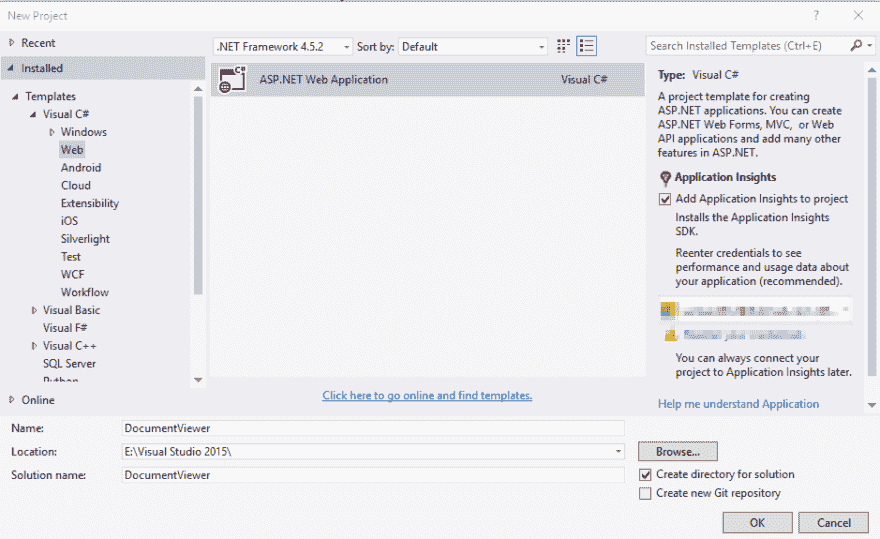 New Project
?
Recent
.NET Framework 4.5.2
Sort by:
Default
Search Installed Templates (Ctrl+E)
Installed
Templates
Visual C#
Windows
Web
Android
Cloud
Extensibility
iOS
Silverlight
Test
WCF
Workflow
Visual Basic
Visual F#
Visual C++
SQL Server
Python
Online
C#
ASP.NET Web Application
Visual C#
Click here to go online and find templates.
Type: Visual C#
A project template for creating
ASP.NET applications. You can create
ASP.NET Web Forms, MVC, or Web
API applications and add many other
features in ASP.NET.
Application Insights
Add Application Insights to project
Installs the Application Insights
SDK.
Reenter credentials to see
performance and usage data about
your application (recommended).
You can always connect your
project to Application Insights later.
Help me understand Application
Name:
DocumentViewer
Location:
E:\Visual Studio 2015\
Browse...
Solution name:
DocumentViewer
Create directory for solution
Create new Git repository
OK
Cancel